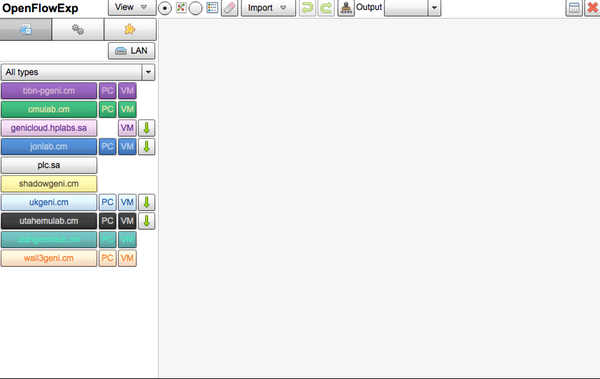 OpenFlowExp View Import Output
LAN
All types
bbn-pgeni.cm PC VM
cmulab.cm PC VM
genicloud.hplabs.sa VM
jonlab.cm PC VM
plc.sa
shadowgeni.cm
ukgeni.cm PC VM
utahemulab.cm PC VM
PC VM
wall3geni.cm PC VM